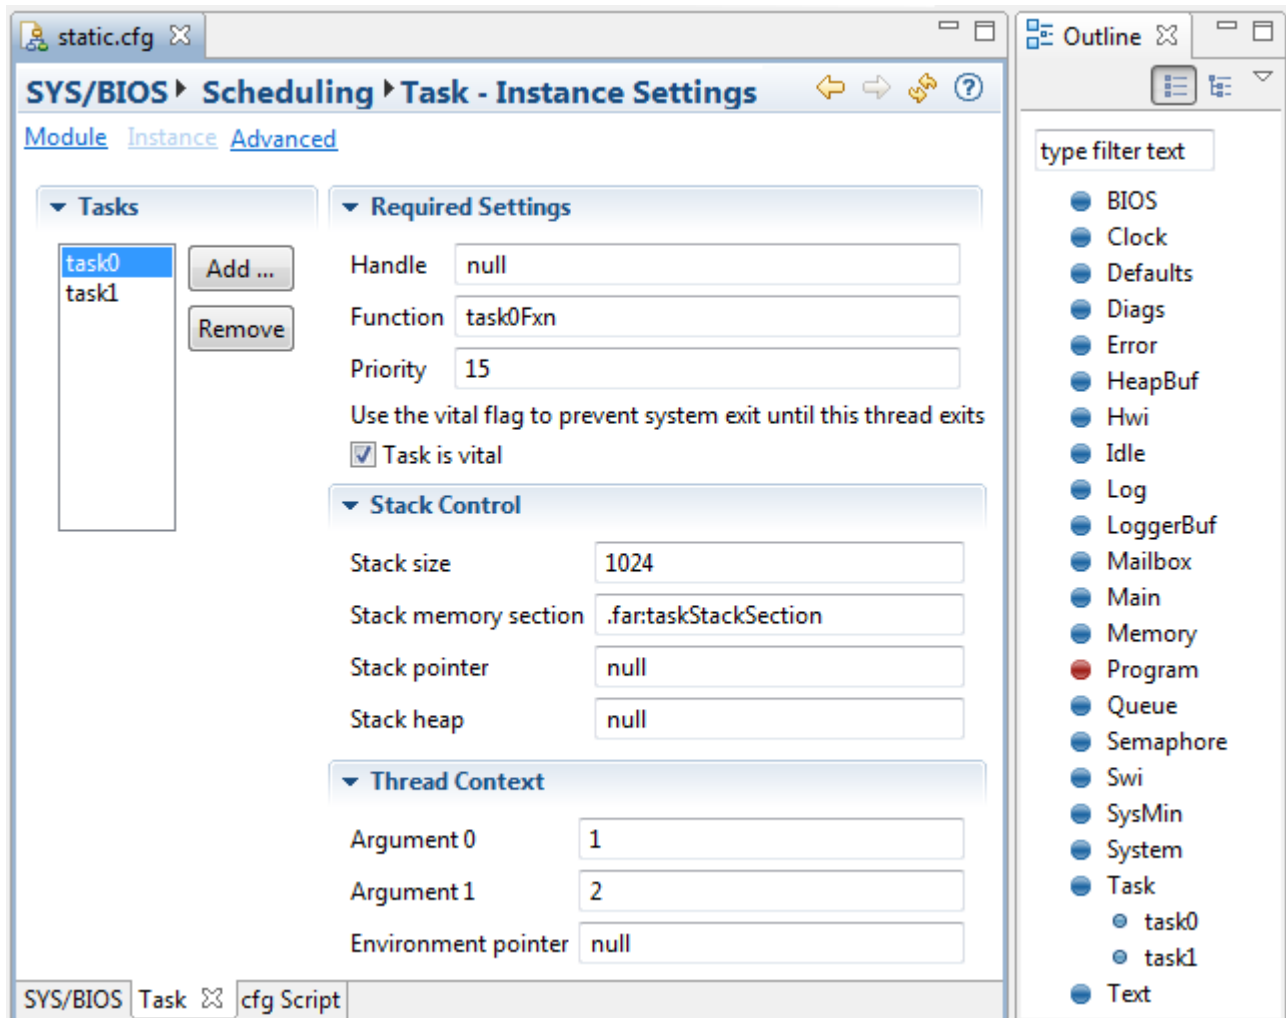 static.cfg
SYS/BIOS Scheduling Task - Instance Settings
Module Instance Advanced
Tasks
task0
task1
Add ...
Remove
Required Settings
Handle null
Function task0Fxn
Priority 15
Use the vital flag to prevent system exit until this thread exits
Task is vital
Stack Control
Stack size 1024
Stack memory section .far:taskStackSection
Stack pointer null
Stack heap null
Thread Context
Argument 0 1
Argument 1 2
Environment pointer null
SYS/BIOS Task cfg Script
Outline
type filter text
BIOS
Clock
Defaults
Diags
Error
HeapBuf
Hwi
Idle
Log
LoggerBuf
Mailbox
Main
Memory
Program
Queue
Semaphore
Swi
SysMin
System
Task
task0
task1
Text